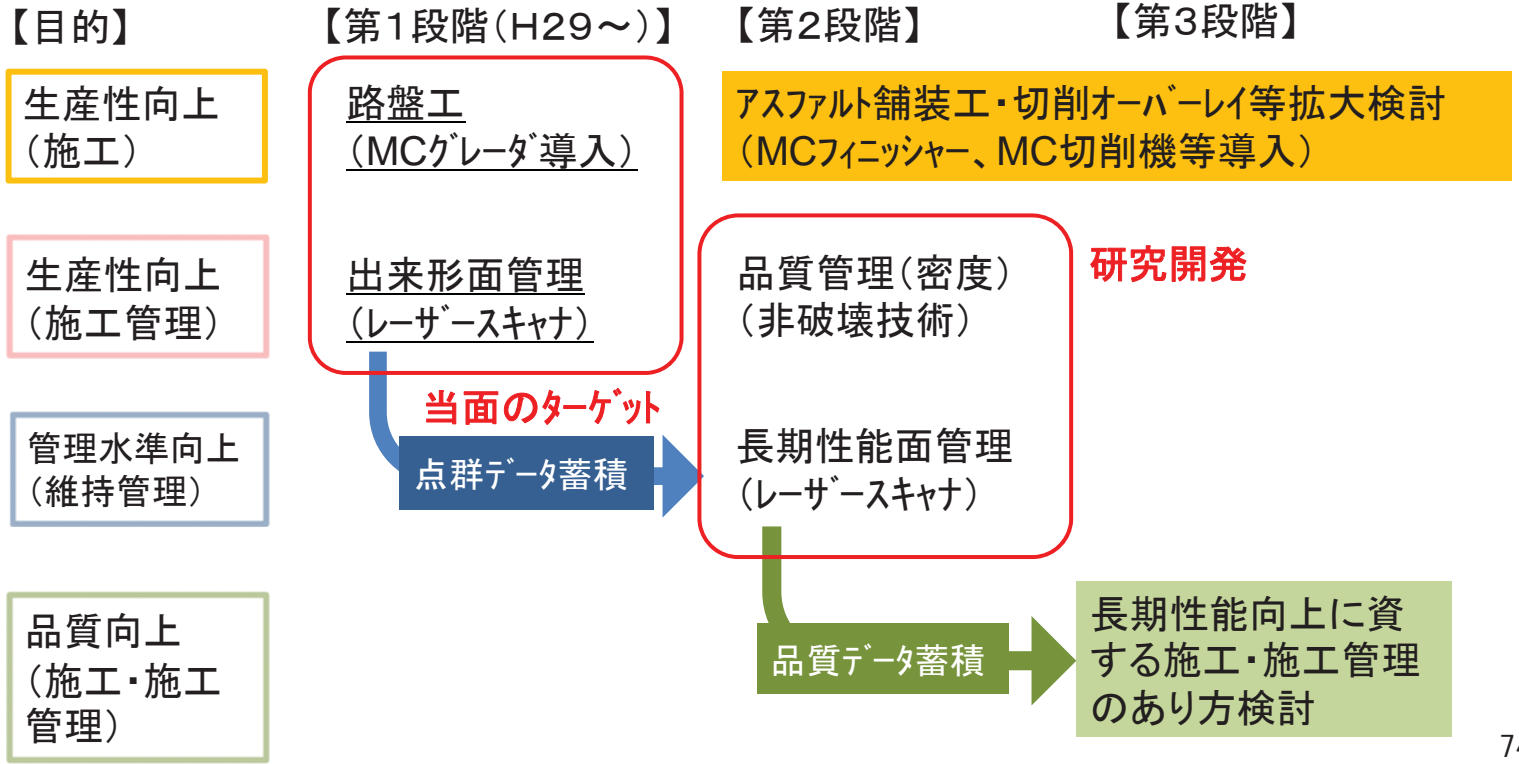 【目的】
【第1段階(H29～)】
【第2段階】
【第3段階】
生産性向上
(施工)
路盤工
(MCグレーダ導入)
アスファルト舗装工・切削オーバーレイ等拡大検討
(MCフィニッシャー、MC切削機等導入)
生産性向上
(施工管理)
出来形面管理
(レーザースキャナ)
品質管理(密度)
(非破壊技術)
研究開発
当面のターゲット
管理水準向上
(維持管理)
点群データ蓄積
長期性能面管理
(レーザースキャナ)
品質向上
(施工・施工
管理)
品質データ蓄積
長期性能向上に資
する施工・施工管理
のあり方検討